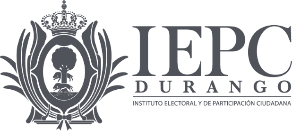 IEPC
DURANGO
INSTITUTO ELECTORAL Y DE PARTICIPACIÓN CIUDADANA